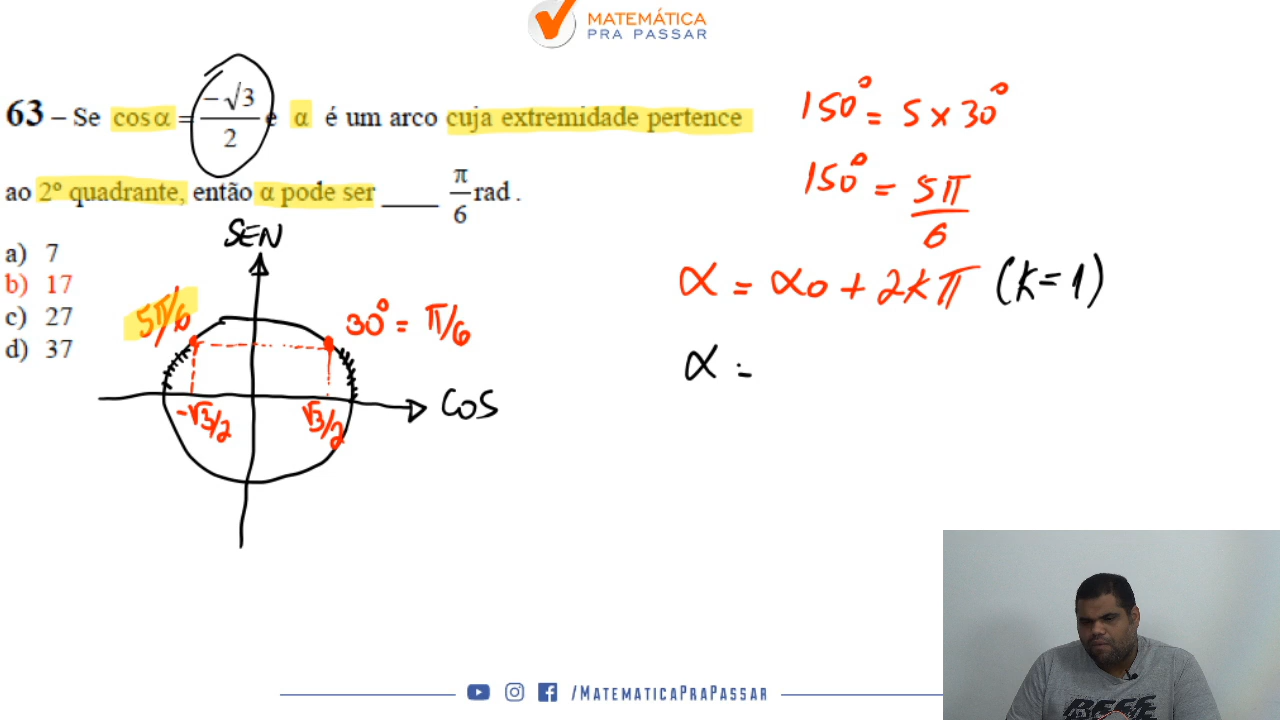 MATEMÁTICA
PRA PASSAR
63 – Se cos α = -√3/2 e α é um arco cuja extremidade pertence
ao 2º quadrante, então α pode ser ____ π/6 rad .
a) 7
b) 17
c) 27
d) 37
SEN
5π/6
30° = π/6
COS
-√3/2
√3/2
150° = 5 x 30°
150° = 5π/6
α = α0 + 2kπ (k=1)
α =
/MATEMATICAPRAPASSAR